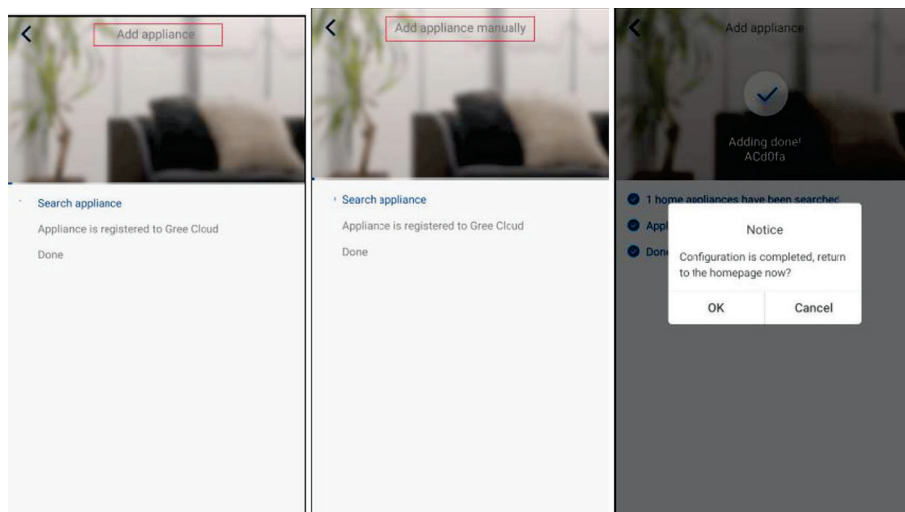 Add appliance
Search appliance
Appliance is registered to Gree Cloud
Done
Add appliance manually
Search appliance
Appliance is registered to Gree Cloud
Done
Add appliance
Adding done!
ACd0fa
1 home appliances have been searched
Appl
Done
Notice
Configuration is completed, return
to the homepage now?
OK
Cancel